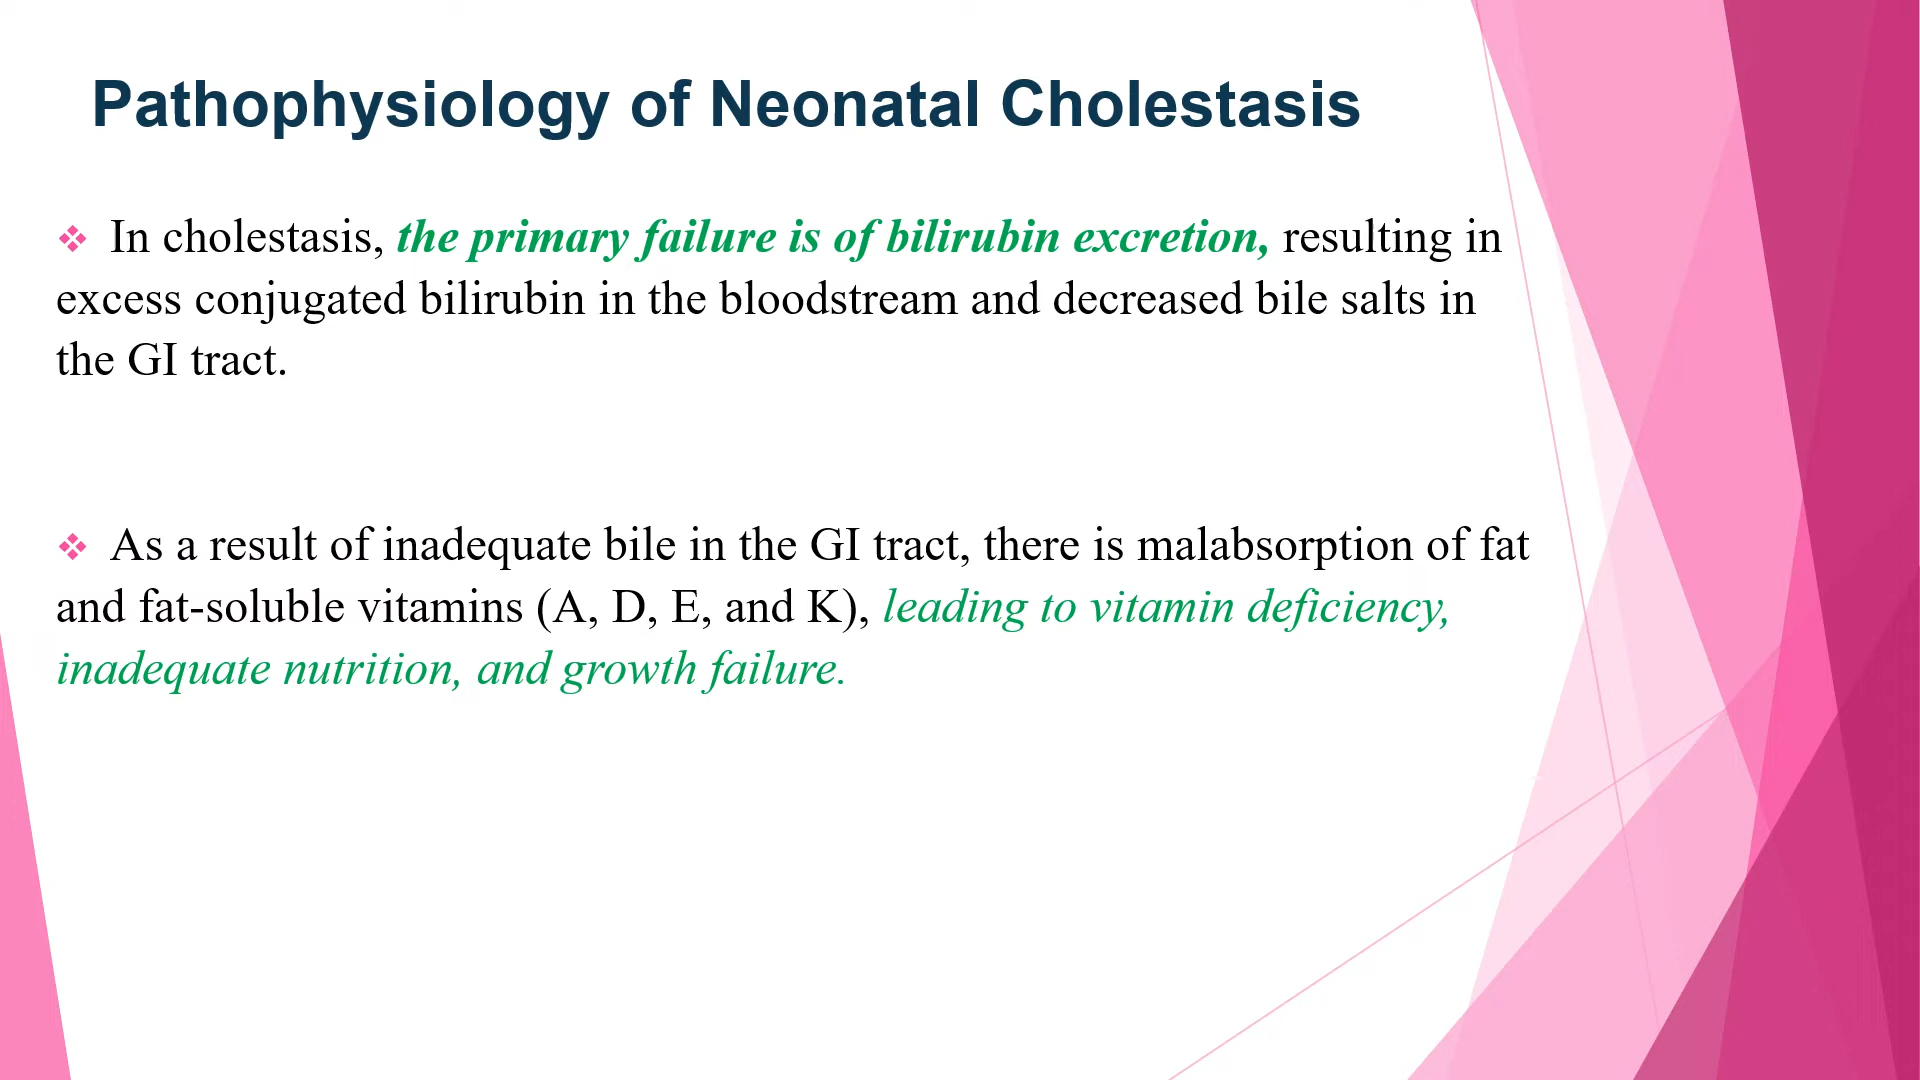 Pathophysiology of Neonatal Cholestasis
❖ In cholestasis, the primary failure is of bilirubin excretion, resulting in
excess conjugated bilirubin in the bloodstream and decreased bile salts in
the GI tract.
❖ As a result of inadequate bile in the GI tract, there is malabsorption of fat
and fat-soluble vitamins (A, D, E, and K), leading to vitamin deficiency,
inadequate nutrition, and growth failure.